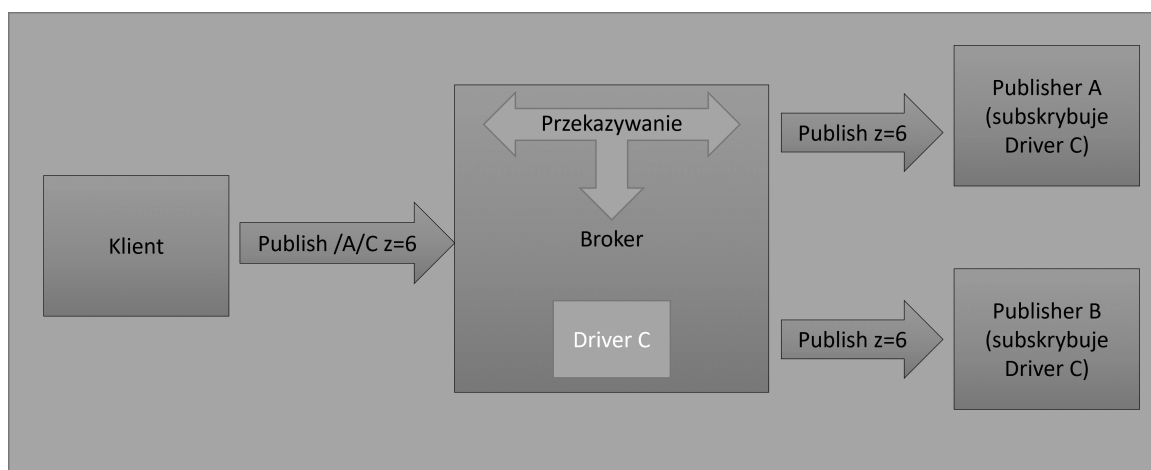 Klient
Publish /A/C z=6
Przekazywanie
Broker
Driver C
Publish z=6
Publisher A
(subskrybuje
Driver C)
Publish z=6
Publisher B
(subskrybuje
Driver C)